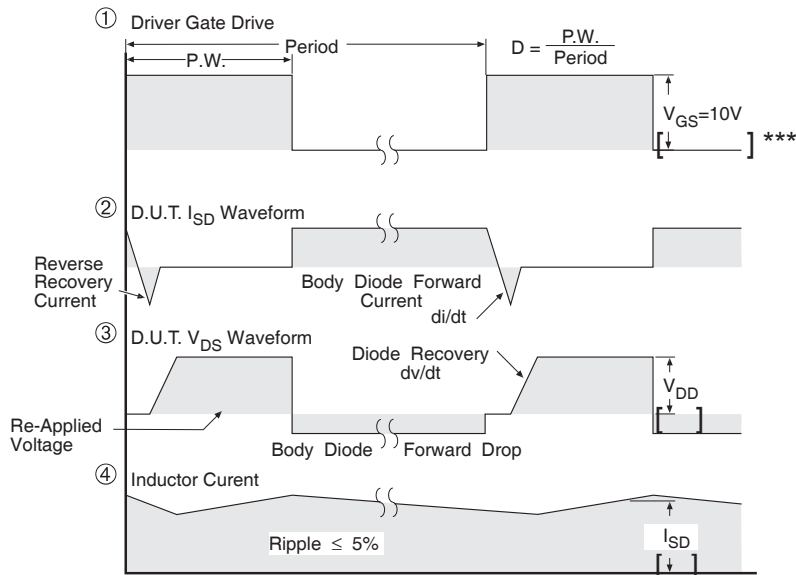 ① Driver Gate Drive
Period
P.W.
D = P.W. / Period
V_GS=10V
[ ] ***
② D.U.T. I_SD Waveform
Reverse
Recovery
Current
Body Diode Forward
Current
di/dt
③ D.U.T. V_DS Waveform
Diode Recovery
dv/dt
V_DD
[ ]
Re-Applied
Voltage
Body Diode Forward Drop
④ Inductor Curent
Ripple ≤ 5%
I_SD
[ ]